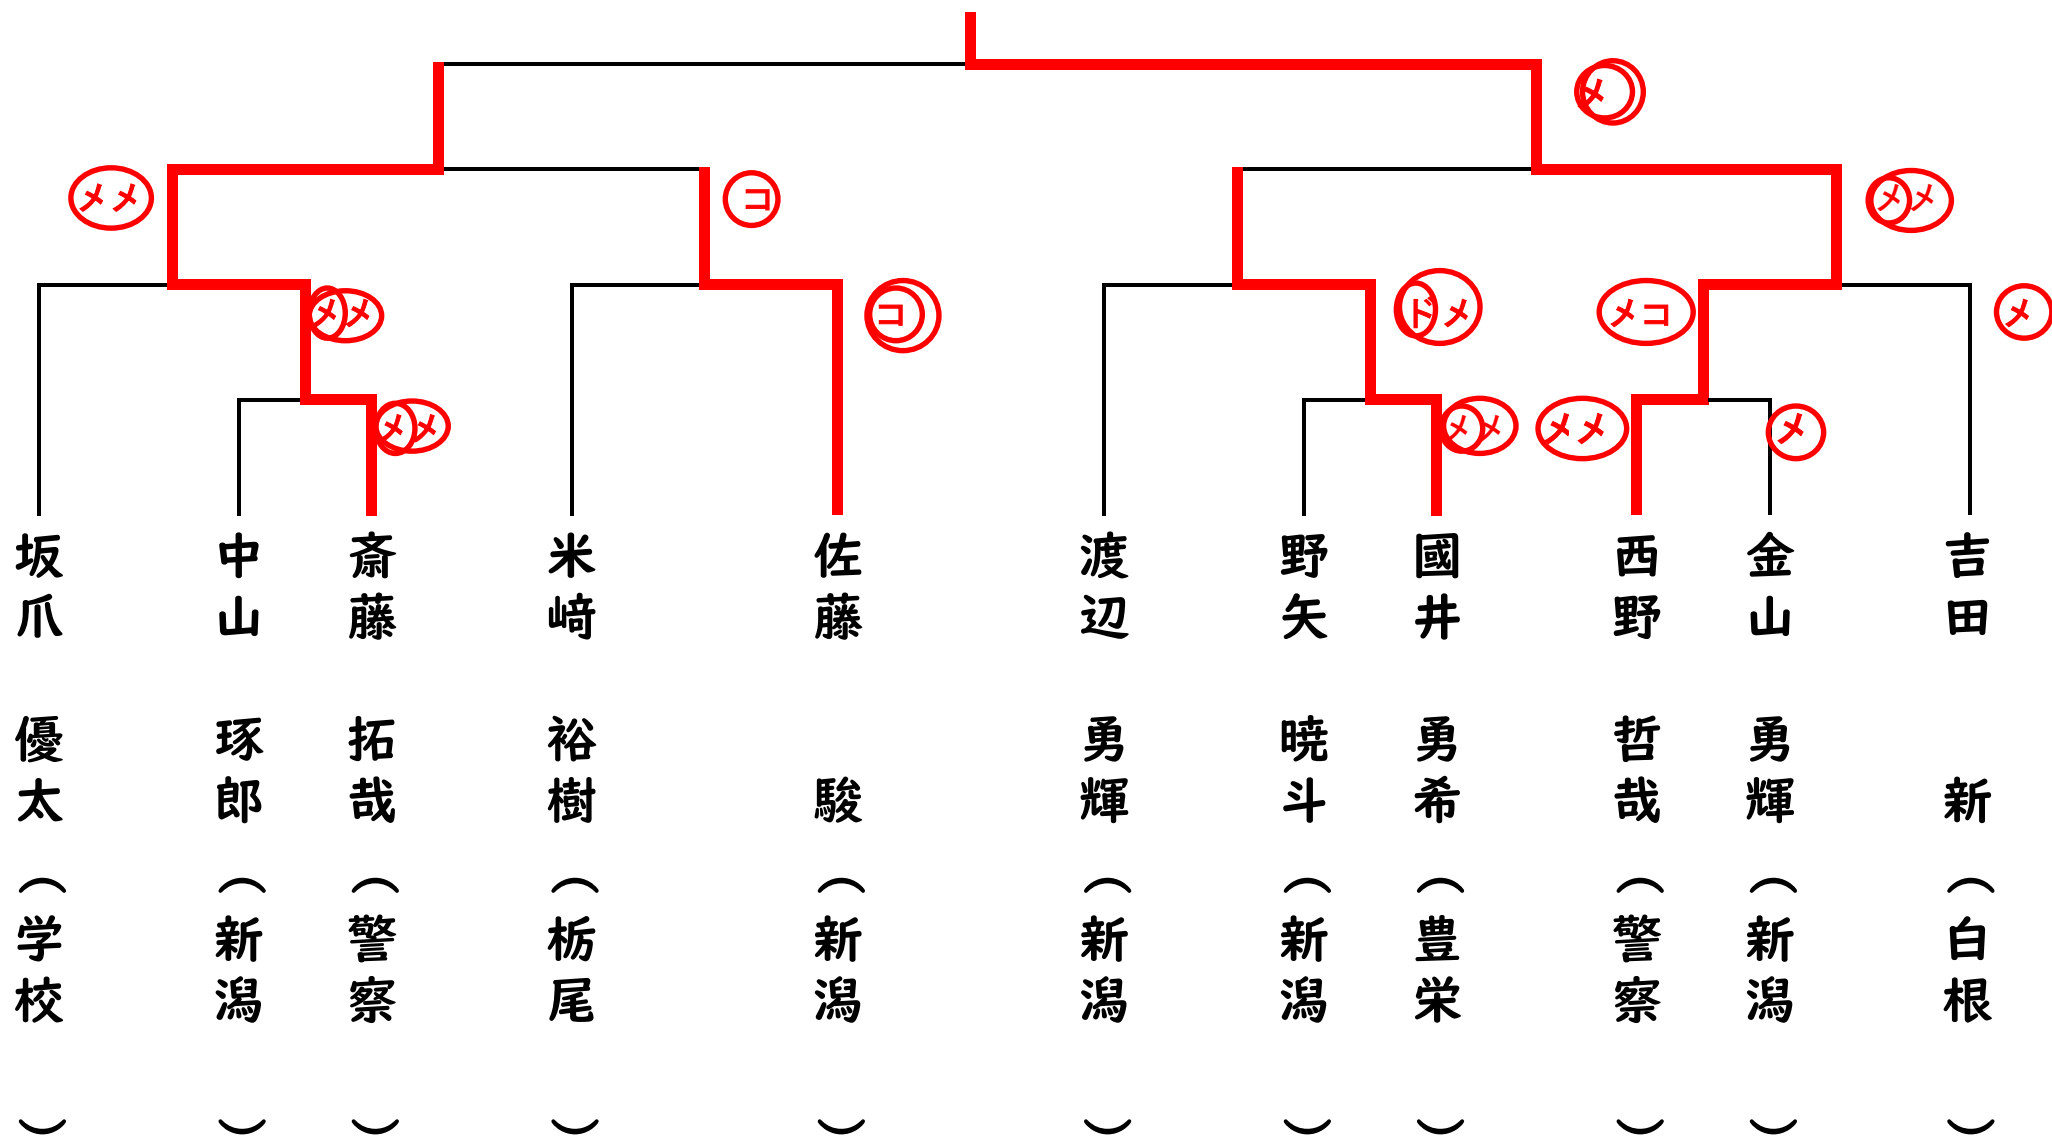 メ
メメ
コ
メメ
メメ
コ
ドメ
メコ
メ
メメ
メメ
メメ
メ
坂爪 優太（学校）
中山 琢郎（新潟）
斎藤 拓哉（警察）
米﨑 裕樹（栃尾）
佐藤 駿（新潟）
渡辺 勇輝（新潟）
野矢 暁斗（新潟）
國井 勇希（豊栄）
西野 哲哉（警察）
金山 勇輝（新潟）
吉田 新（白根）